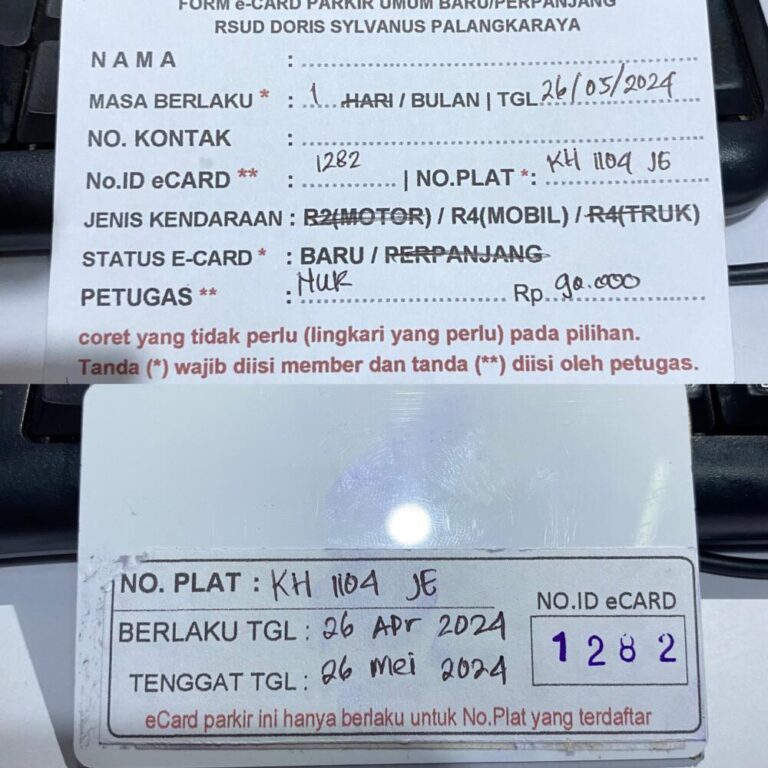 FORM e-CARD PARKIR UMUM BARU/PERPANJANG
RSUD DORIS SYLVANUS PALANGKARAYA
NAMA :
MASA BERLAKU * : 1 HARI / BULAN | TGL 26/05/2024
NO. KONTAK :
No.ID eCARD ** : 1282 | NO.PLAT *: KH 1104 JE
JENIS KENDARAAN : R2(MOTOR) / R4(MOBIL) / R4(TRUK)
STATUS E-CARD * : BARU / PERPANJANG
PETUGAS ** : NUR Rp. 90.000
coret yang tidak perlu (lingkari yang perlu) pada pilihan.
Tanda (*) wajib diisi member dan tanda (**) diisi oleh petugas.
NO. PLAT : KH 1104 JE
BERLAKU TGL : 26 Apr 2024
TENGGAT TGL : 26 Mei 2024
NO.ID eCARD
1282
eCard parkir ini hanya berlaku untuk No.Plat yang terdaftar